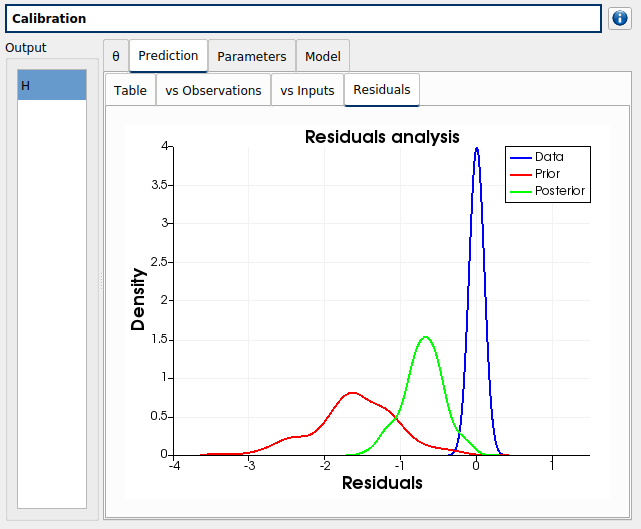 Calibration
Output
H
θ Prediction Parameters Model
Table vs Observations vs Inputs Residuals
Residuals analysis
Data
Prior
Posterior
Density
4
3.5
3
2.5
2
1.5
1
0.5
0
-4 -3 -2 -1 0 1
Residuals